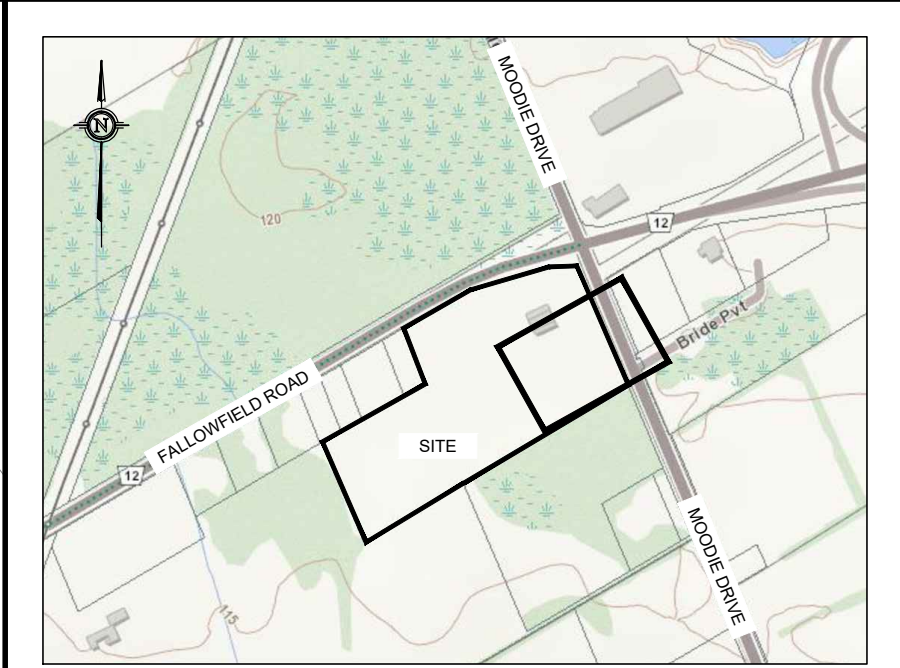 MOODIE DRIVE
N
120
12
Bride Pvt
FALLOWFIELD ROAD
SITE
12
MOODIE DRIVE
115